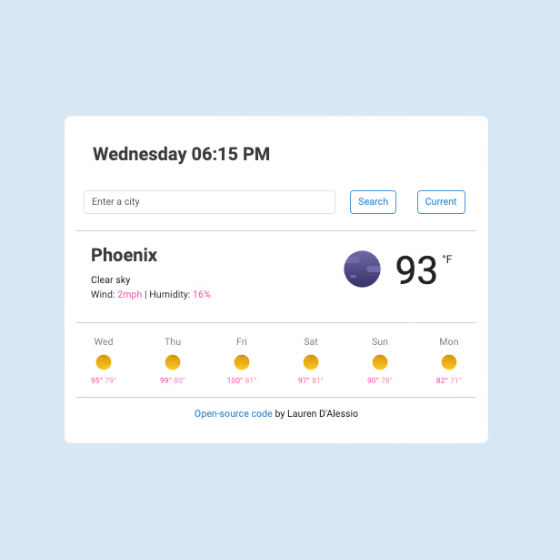 Wednesday 06:15 PM
Enter a city Search Current
Phoenix
93 °F
Clear sky
Wind: 2mph | Humidity: 16%
Wed Thu Fri Sat Sun Mon
95° 79° 99° 80° 100° 81° 97° 81° 90° 78° 82° 71°
Open-source code by Lauren D'Alessio